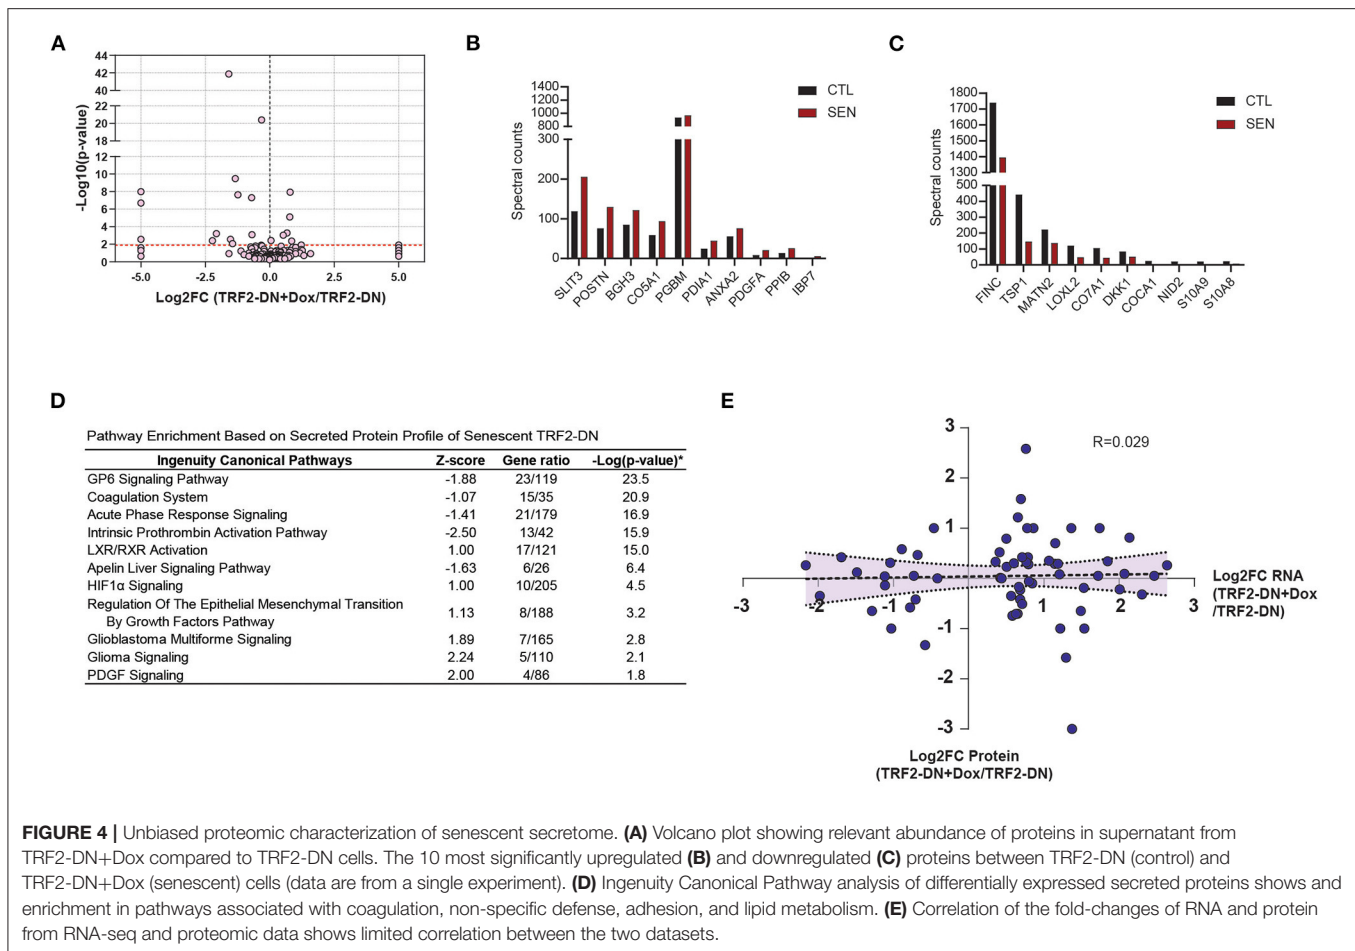 A
44
42
40
22
20
18
12
10
8
6
4
2
0
-5.0 -2.5 0.0 2.5 5.0
-Log10(p-value)
Log2FC (TRF2-DN+Dox/TRF2-DN)
B
CTL
SEN
1400
1200
1000
800
300
200
100
0
Spectral counts
SLIT3 POSTN BGH3 CO5A1 PGBM PDIA1 ANXA2 PDGFA PPIB IBP7
C
CTL
SEN
1800
1700
1600
1500
1400
1300
500
400
300
200
100
0
Spectral counts
FINC TSP1 MATN2 LOXL2 CO7A1 DKK1 COCA1 NID2 S10A9 S10A8
D
Pathway Enrichment Based on Secreted Protein Profile of Senescent TRF2-DN
Ingenuity Canonical Pathways Z-score Gene ratio -Log(p-value)*
GP6 Signaling Pathway -1.88 23/119 23.5
Coagulation System -1.07 15/35 20.9
Acute Phase Response Signaling -1.41 21/179 16.9
Intrinsic Prothrombin Activation Pathway -2.50 13/42 15.9
LXR/RXR Activation 1.00 17/121 15.0
Apelin Liver Signaling Pathway -1.63 6/26 6.4
HIF1α Signaling 1.00 10/205 4.5
Regulation Of The Epithelial Mesenchymal Transition
By Growth Factors Pathway 1.13 8/188 3.2
Glioblastoma Multiforme Signaling 1.89 7/165 2.8
Glioma Signaling 2.24 5/110 2.1
PDGF Signaling 2.00 4/86 1.8
E
R=0.029
3
2
1
-1
-2
-3
-3 -2 -1 1 2 3
Log2FC RNA
(TRF2-DN+Dox
/TRF2-DN)
Log2FC Protein
(TRF2-DN+Dox/TRF2-DN)
FIGURE 4 | Unbiased proteomic characterization of senescent secretome. (A) Volcano plot showing relevant abundance of proteins in supernatant from
TRF2-DN+Dox compared to TRF2-DN cells. The 10 most significantly upregulated (B) and downregulated (C) proteins between TRF2-DN (control) and
TRF2-DN+Dox (senescent) cells (data are from a single experiment). (D) Ingenuity Canonical Pathway analysis of differentially expressed secreted proteins shows and
enrichment in pathways associated with coagulation, non-specific defense, adhesion, and lipid metabolism. (E) Correlation of the fold-changes of RNA and protein
from RNA-seq and proteomic data shows limited correlation between the two datasets.